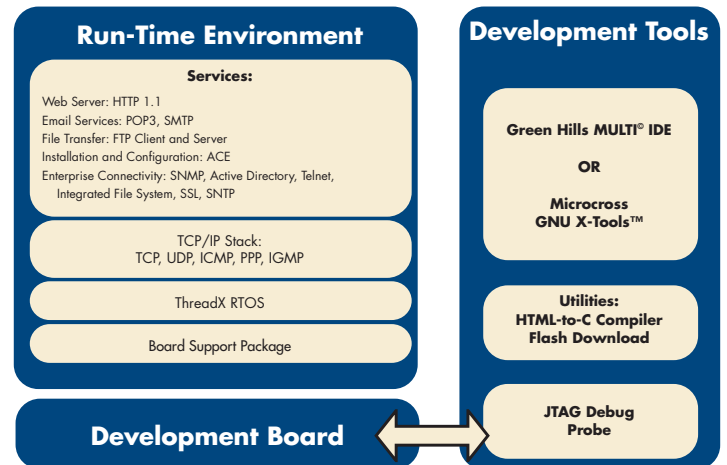 Run-Time Environment
Services:
Web Server: HTTP 1.1
Email Services: POP3, SMTP
File Transfer: FTP Client and Server
Installation and Configuration: ACE
Enterprise Connectivity: SNMP, Active Directory, Telnet,
Integrated File System, SSL, SNTP
TCP/IP Stack:
TCP, UDP, ICMP, PPP, IGMP
ThreadX RTOS
Board Support Package
Development Board
Development Tools
Green Hills MULTI© IDE
OR
Microcross
GNU X-Tools™
Utilities:
HTML-to-C Compiler
Flash Download
JTAG Debug
Probe